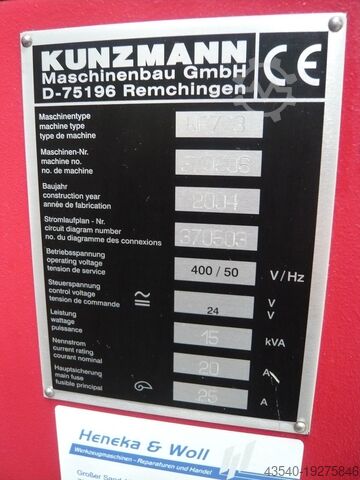 KUNZMANN
Maschinenbau GmbH
D-75196 Remchingen
CE
Maschinentype
machine type
type de machine
Maschinen-Nr.
machine no.
no. de machine
Baujahr
construction year
année de fabrication
2004
Stromlaufplan - Nr.
circuit diagram number
no. du diagramme des connexions
370503
Betriebsspannung
operating voltage
tension de service
400 / 50 V/Hz
Steuerspannung
control voltage
tension de commande
24 V
V
Leistung
wattage
puissance
15 kVA
Nennstrom
current rating
courant nominal
20 A
Hauptsicherung
main fuse
fusible principal
25 A
Heneka & Woll
Werkzeugmaschinen - Reparaturen und Handel
43540-19275846